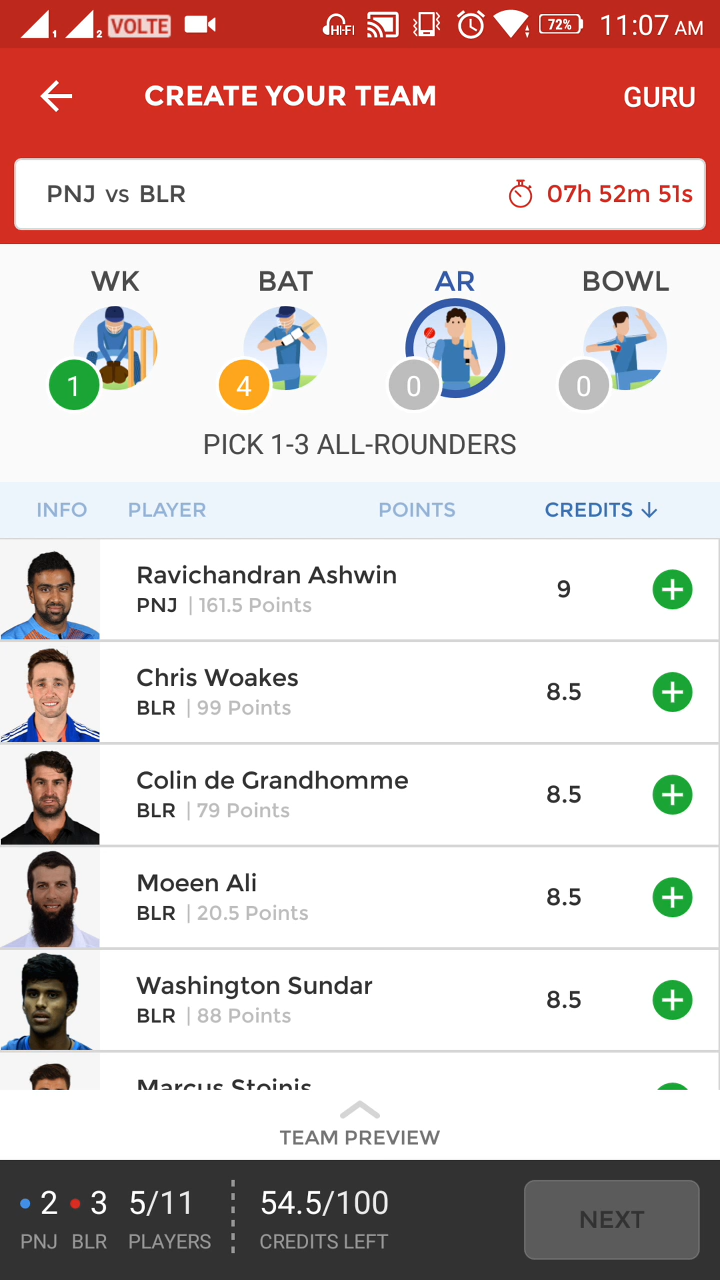 1 2 VOLTE HI-FI 72% 11:07 AM
CREATE YOUR TEAM GURU
PNJ vs BLR 07h 52m 51s
WK BAT AR BOWL
1 4 0 0
PICK 1-3 ALL-ROUNDERS
INFO PLAYER POINTS CREDITS ↓
Ravichandran Ashwin
PNJ | 161.5 Points 9
Chris Woakes
BLR | 99 Points 8.5
Colin de Grandhomme
BLR | 79 Points 8.5
Moeen Ali
BLR | 20.5 Points 8.5
Washington Sundar
BLR | 88 Points 8.5
Marcus Stoinis
TEAM PREVIEW
2 3 5/11 54.5/100 NEXT
PNJ BLR PLAYERS CREDITS LEFT